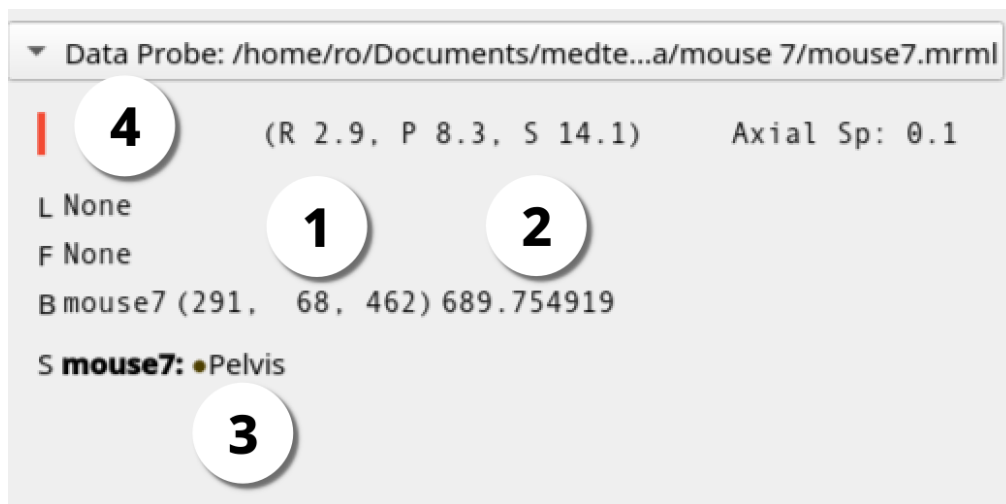 Data Probe: /home/ro/Documents/medte...a/mouse 7/mouse7.mrml
4
(R 2.9, P 8.3, S 14.1) Axial Sp: 0.1
L None
1 2
F None
B mouse7 (291, 68, 462) 689.754919
S mouse7: ●Pelvis
3